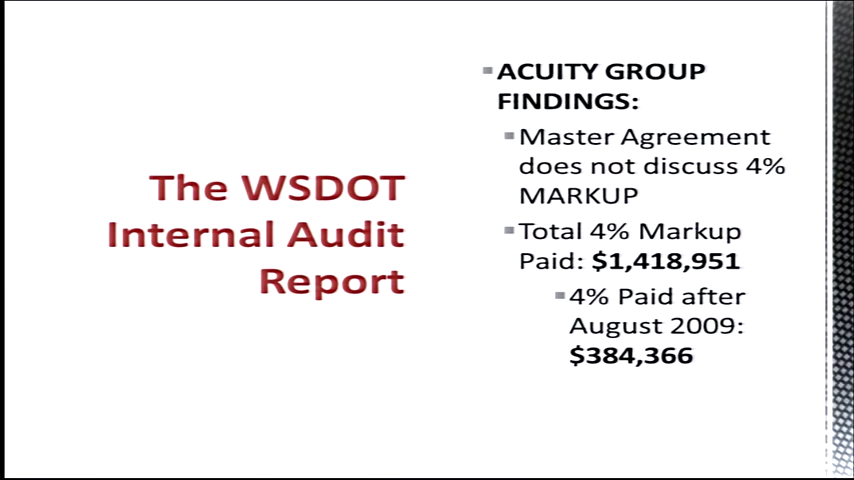 The WSDOT
Internal Audit
Report
ACUITY GROUP
FINDINGS:
Master Agreement
does not discuss 4%
MARKUP
Total 4% Markup
Paid: $1,418,951
4% Paid after
August 2009:
$384,366